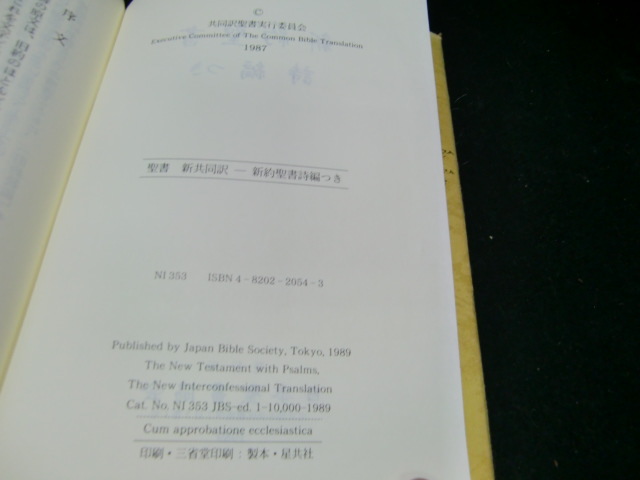 ©
共同訳聖書実行委員会
Executive Committee of The Common Bible Translation
1987
聖書 新共同訳 — 新約聖書詩編つき
NI 353 ISBN 4-8202-2054-3
Published by Japan Bible Society, Tokyo, 1989
The New Testament with Psalms,
The New Interconfessional Translation
Cat. No. NI 353 JBS-ed. 1-10,000-1989
Cum approbatione ecclesiastica
印刷・三省堂印刷：製本・星共社
序文